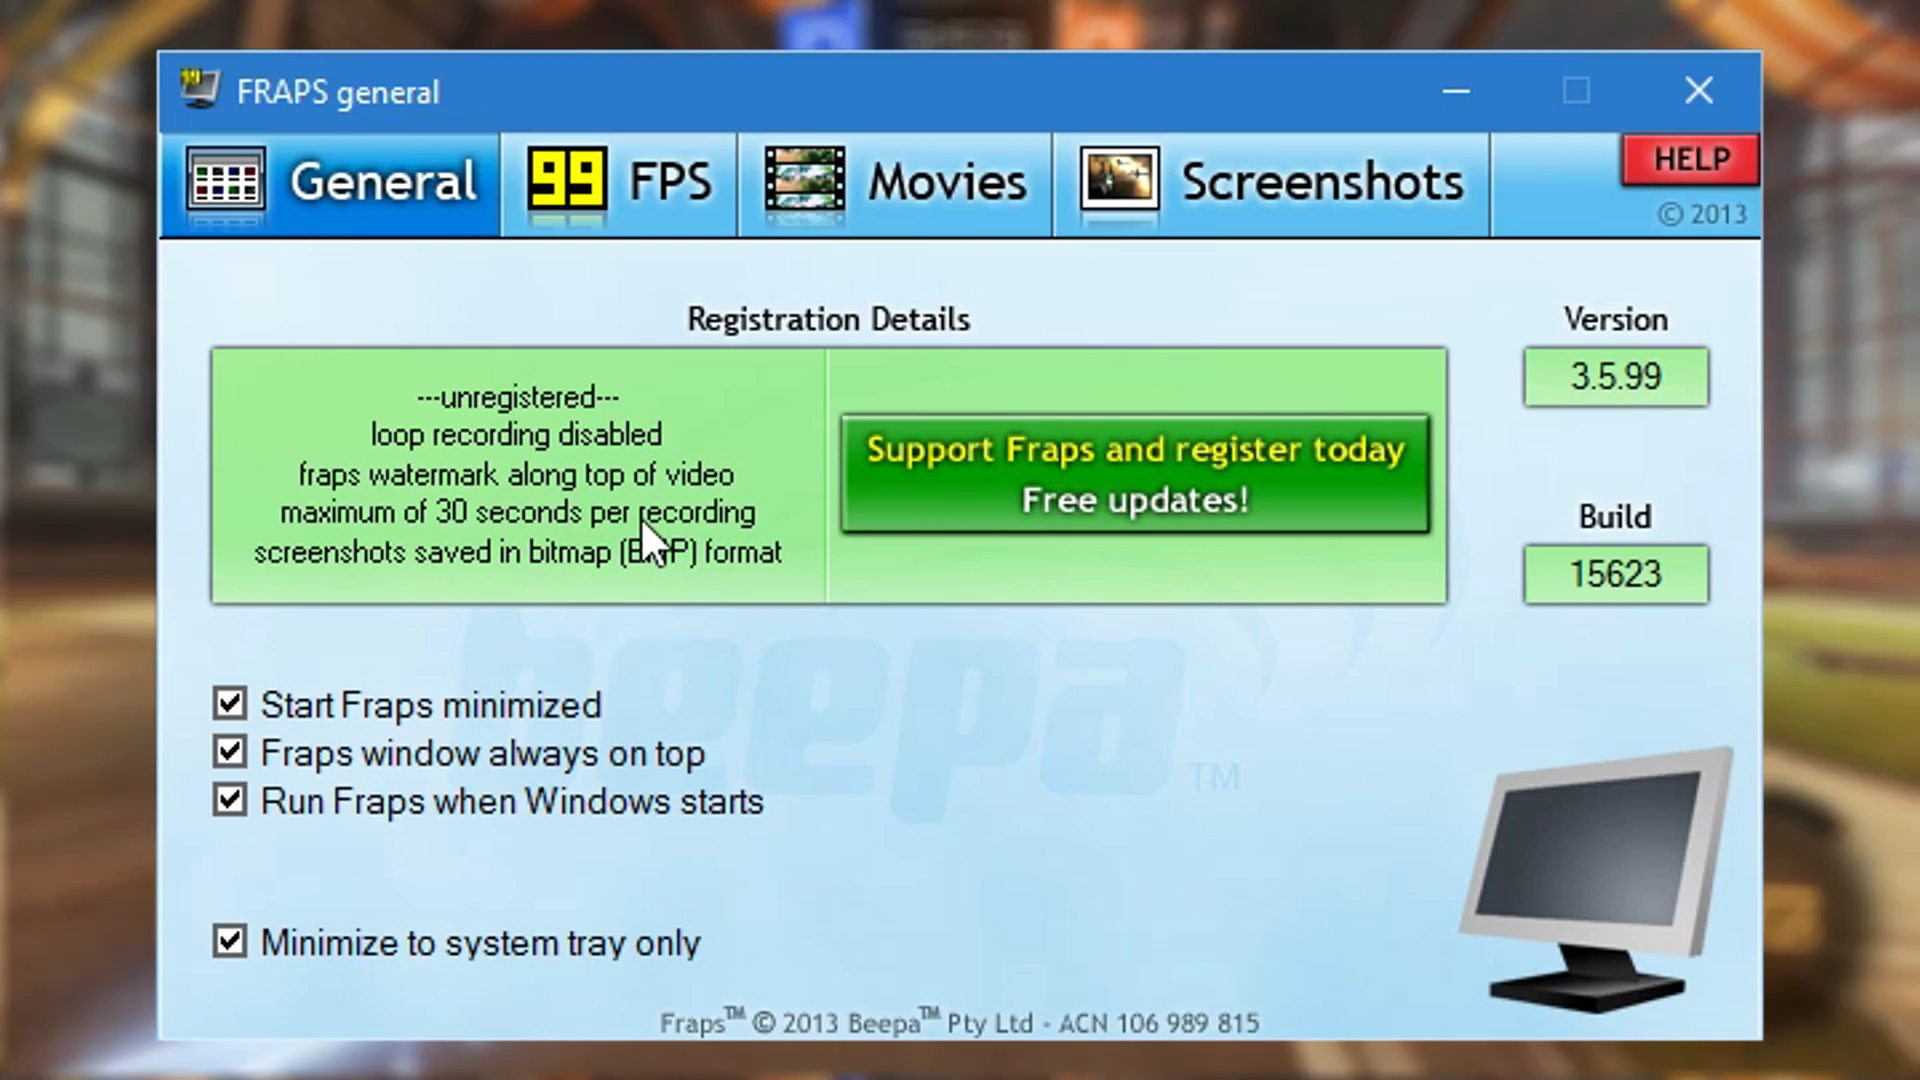 99
FRAPS general
General
99
FPS
Movies
Screenshots
HELP
© 2013
Registration Details
Version
---unregistered---
loop recording disabled
fraps watermark along top of video
maximum of 30 seconds per recording
screenshots saved in bitmap (BMP) format
Support Fraps and register today
Free updates!
3.5.99
Build
15623
beepa™
Start Fraps minimized
Fraps window always on top
Run Fraps when Windows starts
Minimize to system tray only
Fraps™ © 2013 Beepa™ Pty Ltd - ACN 106 989 815